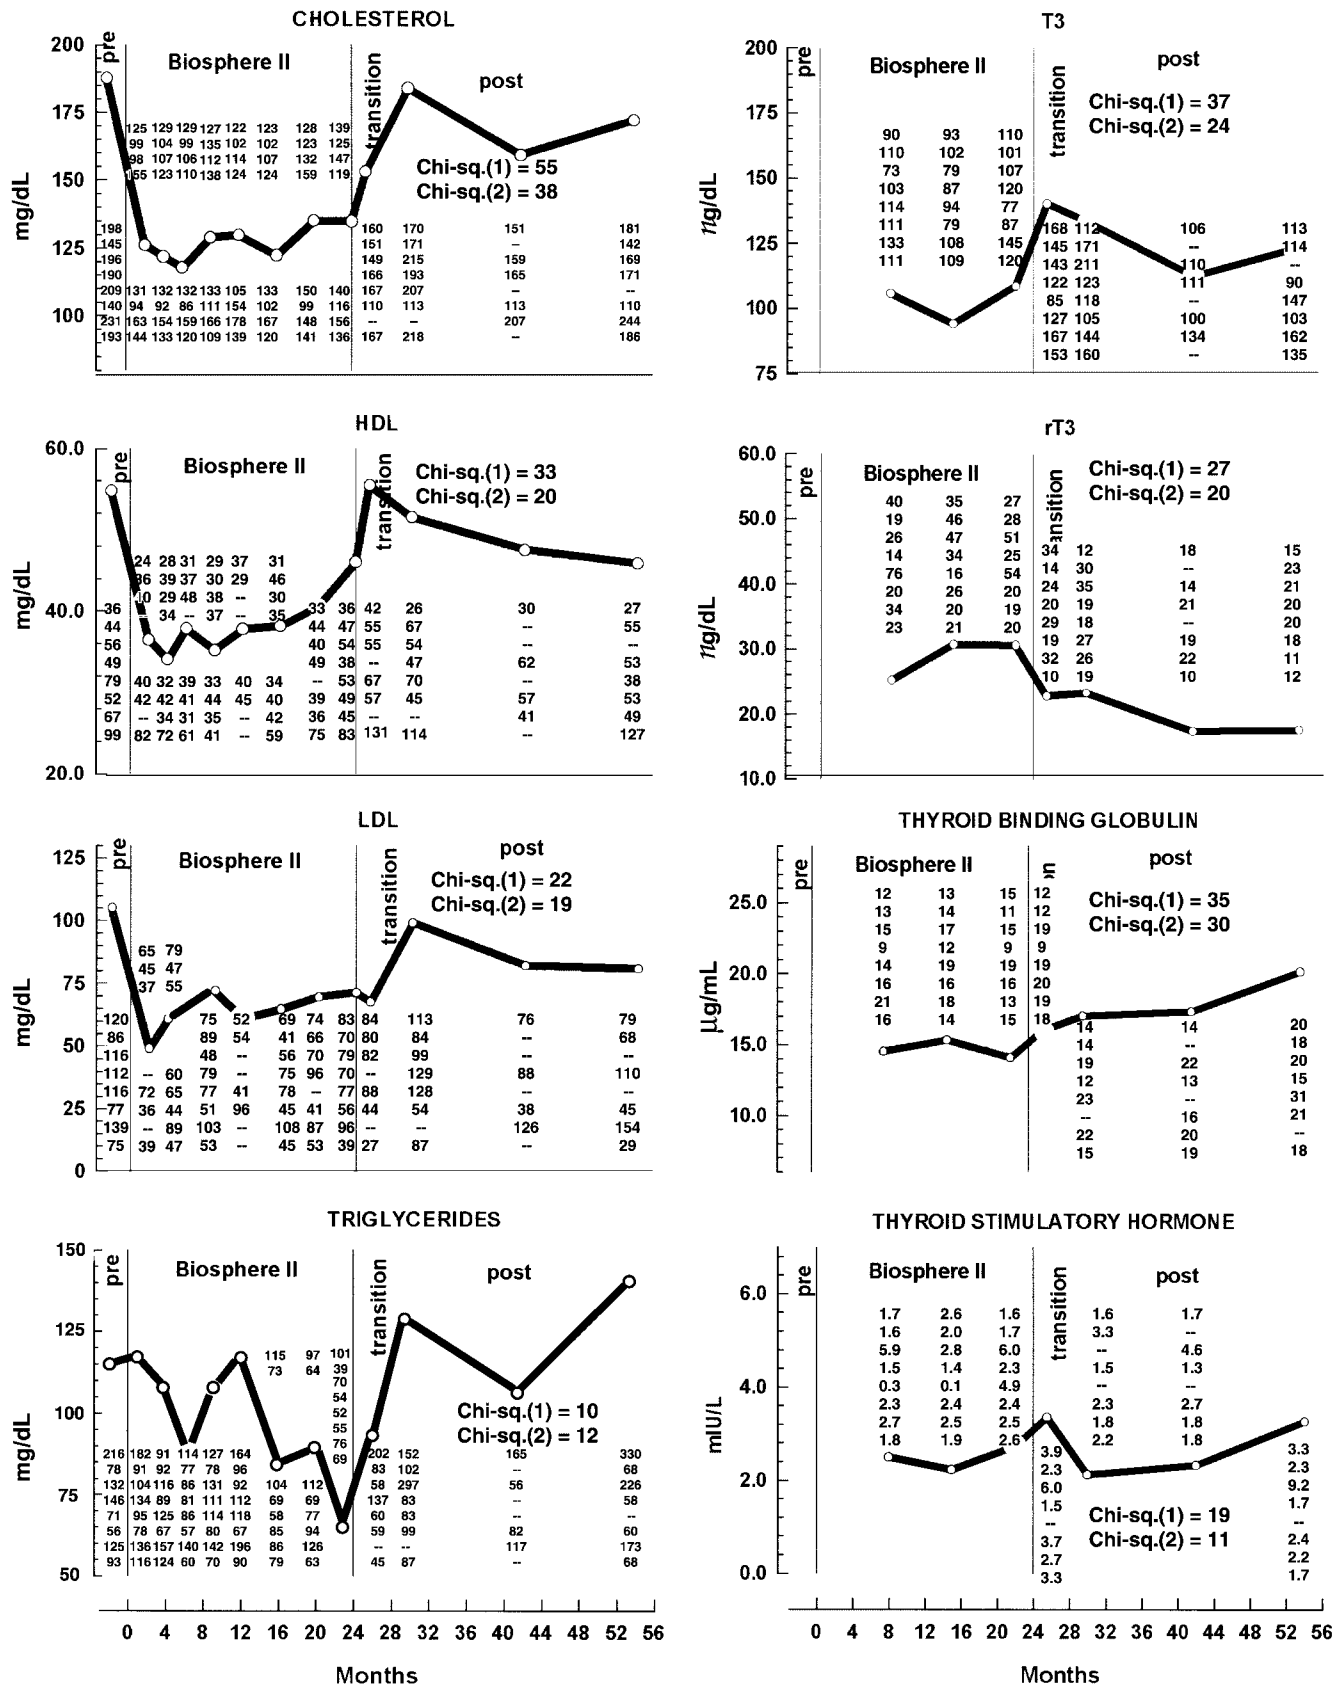 CHOLESTEROL
pre
Biosphere II
transition
post
200
175
150
125
100
mg/dL
Chi-sq.(1) = 55
Chi-sq.(2) = 38
125 129 129 127 122 123 128 139
99 104 99 135 102 102 123 125
98 107 106 112 114 107 132 147
155 123 110 138 124 124 159 119
198 160 170 151 181
145 151 171 -- 142
196 149 215 159 169
190 166 193 165 171
209 131 132 132 133 105 133 150 140 167 207 -- --
140 94 92 86 111 154 102 99 116 110 113 113 110
231 163 154 159 166 178 167 148 156 -- -- 207 244
193 144 133 120 109 139 120 141 136 167 218 -- 186
HDL
pre
Biosphere II
transition
60.0
40.0
20.0
mg/dL
Chi-sq.(1) = 33
Chi-sq.(2) = 20
24 28 31 29 37 31
36 39 37 30 29 46
29 48 38 -- 30
34 -- 37 -- 35
36 33 36 42 26 30 27
44 44 47 55 67 -- 55
56 40 54 55 54 -- --
49 49 38 -- 47 62 53
79 40 32 39 33 40 34 -- 53 67 70 -- 38
52 42 42 41 44 45 40 39 49 57 45 57 53
67 -- 34 31 35 -- 42 36 45 -- -- 41 49
99 82 72 61 41 -- 59 75 83 131 114 -- 127
LDL
pre
Biosphere II
transition
post
125
100
75
50
25
0
mg/dL
Chi-sq.(1) = 22
Chi-sq.(2) = 19
65 79
45 47
37 55
120 75 52 69 74 83 84 113 76 79
86 89 54 41 66 70 80 84 -- 68
116 48 -- 56 70 79 82 99 -- --
112 -- 60 79 -- 75 96 70 -- 129 88 110
116 72 65 77 41 78 -- 77 88 128 -- --
77 36 44 51 96 45 41 56 44 54 38 45
139 -- 89 103 -- 108 87 96 -- -- 126 154
75 39 47 53 -- 45 53 39 27 87 -- 29
TRIGLYCERIDES
pre
Biosphere II
transition
post
150
125
100
75
50
mg/dL
Chi-sq.(1) = 10
Chi-sq.(2) = 12
115 97 101
73 64 39
70
54
52
55
76
69
216 182 91 114 127 164 202 152 165 330
78 91 92 77 78 96 83 102 -- 68
132 104 116 86 131 92 104 112 58 297 56 226
146 134 89 81 111 112 69 69 137 83 -- 58
71 95 125 86 114 118 58 77 60 83 -- --
56 78 67 57 80 67 85 94 59 99 82 60
125 136 157 140 142 196 86 126 -- -- 117 173
93 116 124 60 70 90 79 63 45 87 -- 68
0 4 8 12 16 20 24 28 32 36 40 44 48 52 56
Months
T3
pre
Biosphere II
transition
post
200
175
150
125
100
75
ng/dL
Chi-sq.(1) = 37
Chi-sq.(2) = 24
90 93 110
110 102 101
73 79 107
103 87 120
114 94 77
111 79 87
133 108 145
111 109 120
168 112 106 113
145 171 -- 114
143 211 110 --
122 123 111 90
85 118 -- 147
127 105 100 103
167 144 134 162
153 160 -- 135
rT3
pre
Biosphere II
ansition
60.0
50.0
40.0
30.0
20.0
10.0
ng/dL
Chi-sq.(1) = 27
Chi-sq.(2) = 20
40 35 27
19 46 28
26 47 51
14 34 25
76 16 54
20 26 20
34 20 19
23 21 20
34 12 18 15
14 30 -- 23
24 35 14 21
20 19 21 20
29 18 -- 20
19 27 19 18
32 26 22 11
10 19 10 12
THYROID BINDING GLOBULIN
pre
Biosphere II
on
post
25.0
20.0
15.0
10.0
µg/mL
Chi-sq.(1) = 35
Chi-sq.(2) = 30
12 13 15 12
13 14 11 12
15 17 15 19
9 12 9 9
14 19 19 19
16 16 16 20
21 18 13 19
16 14 15 18
14 14 20
14 -- 18
19 22 20
12 13 15
23 -- 31
-- 16 21
22 20 --
15 19 18
THYROID STIMULATORY HORMONE
pre
Biosphere II
transition
post
6.0
4.0
2.0
0.0
mIU/L
1.7 2.6 1.6 1.6 1.7
1.6 2.0 1.7 3.3 --
5.9 2.8 6.0 -- 4.6
1.5 1.4 2.3 1.5 1.3
0.3 0.1 4.9 -- --
2.3 2.4 2.4 2.3 2.7
2.7 2.5 2.5 1.8 1.8
1.8 1.9 2.6 2.2 1.8
3.9 3.3
2.3 2.3
6.0 9.2
1.5 1.7
--
3.7 2.4
2.7 2.2
3.3 1.7
Chi-sq.(1) = 19
Chi-sq.(2) = 11
0 4 8 12 16 20 24 28 32 36 40 44 48 52 56
Months